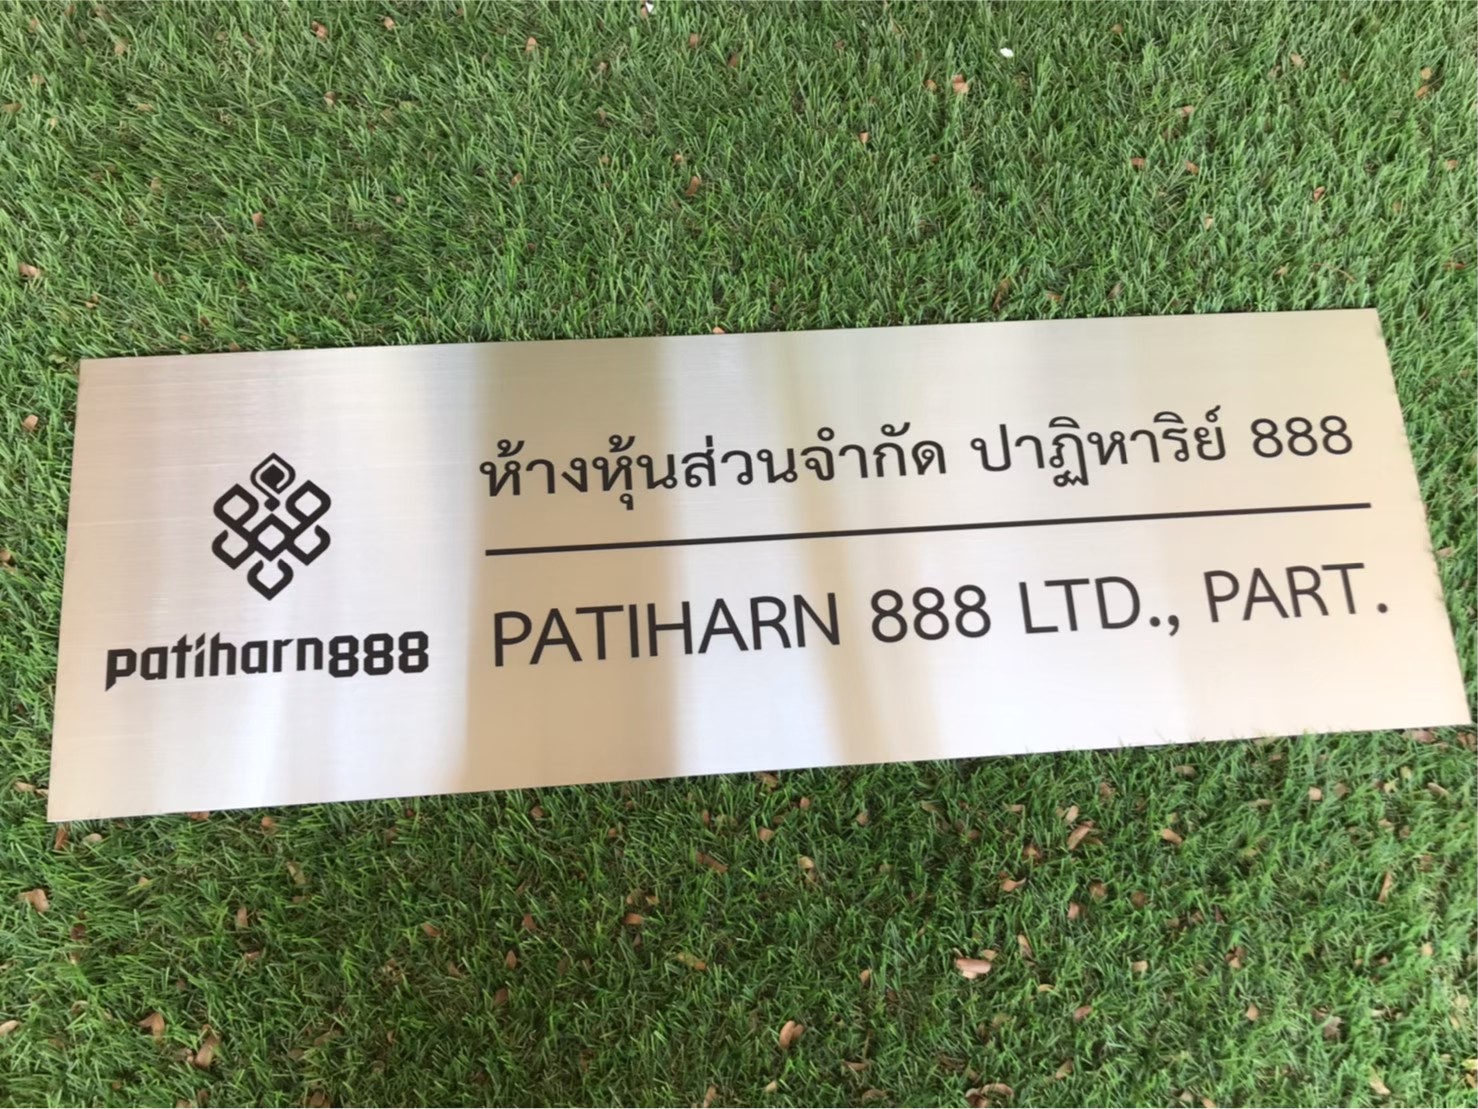 patiharn888
ห้างหุ้นส่วนจำกัด ปาฏิหาริย์ 888
PATIHARN 888 LTD., PART.